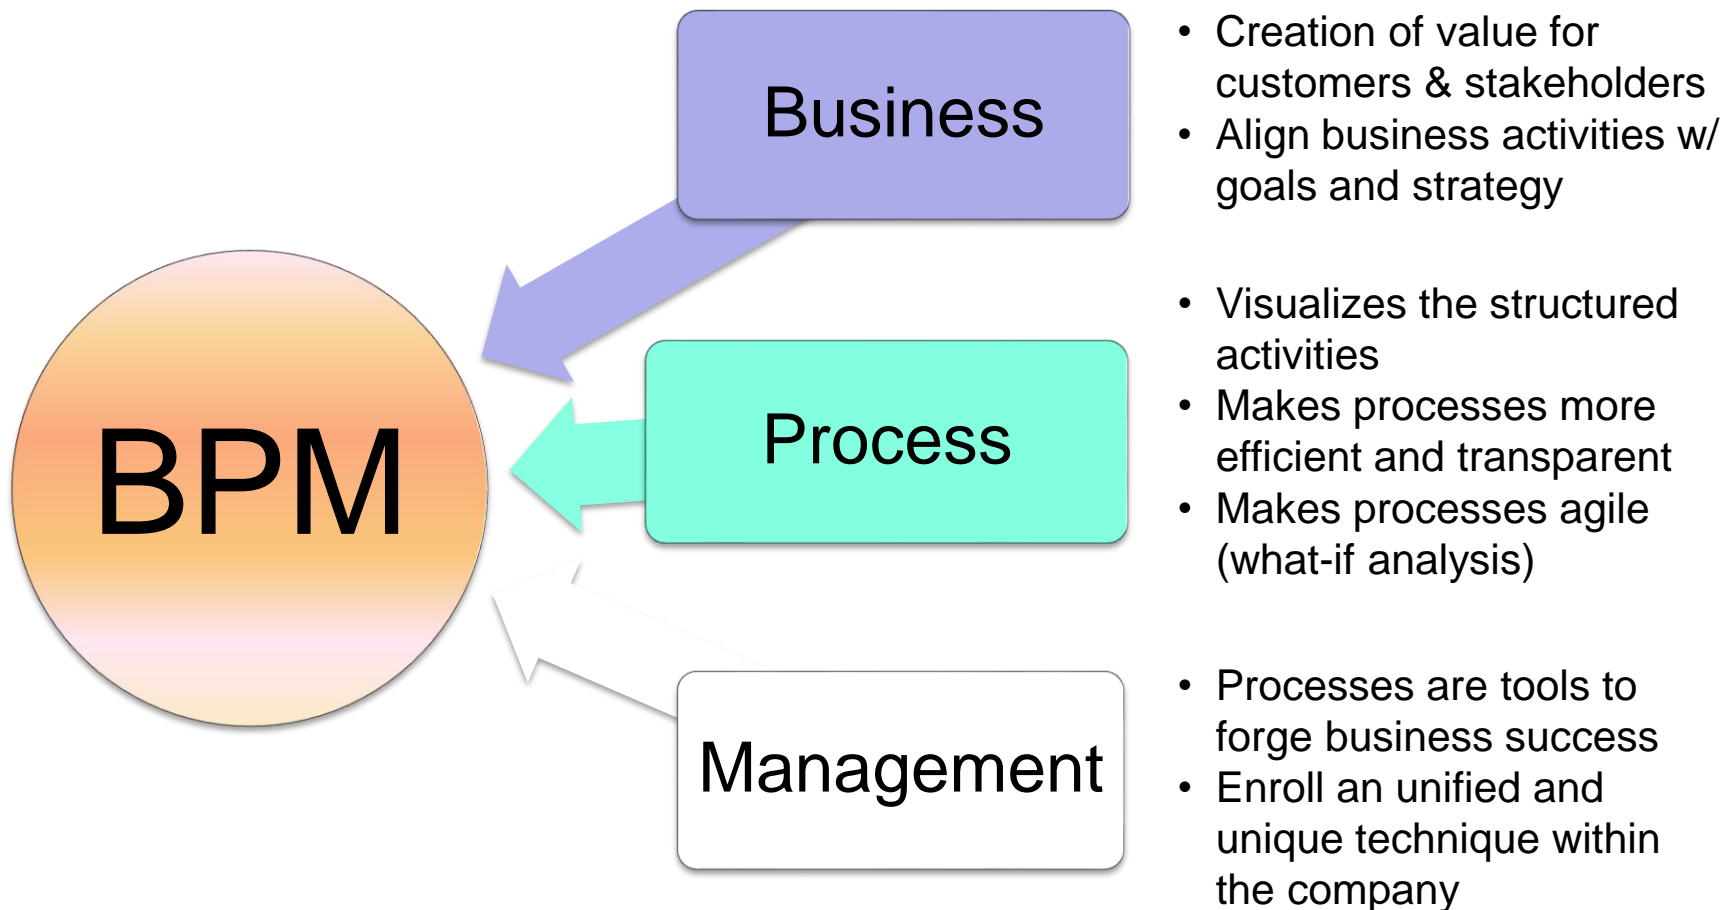 BPM
Business
• Creation of value for
customers & stakeholders
• Align business activities w/
goals and strategy
Process
• Visualizes the structured
activities
• Makes processes more
efficient and transparent
• Makes processes agile
(what-if analysis)
Management
• Processes are tools to
forge business success
• Enroll an unified and
unique technique within
the company